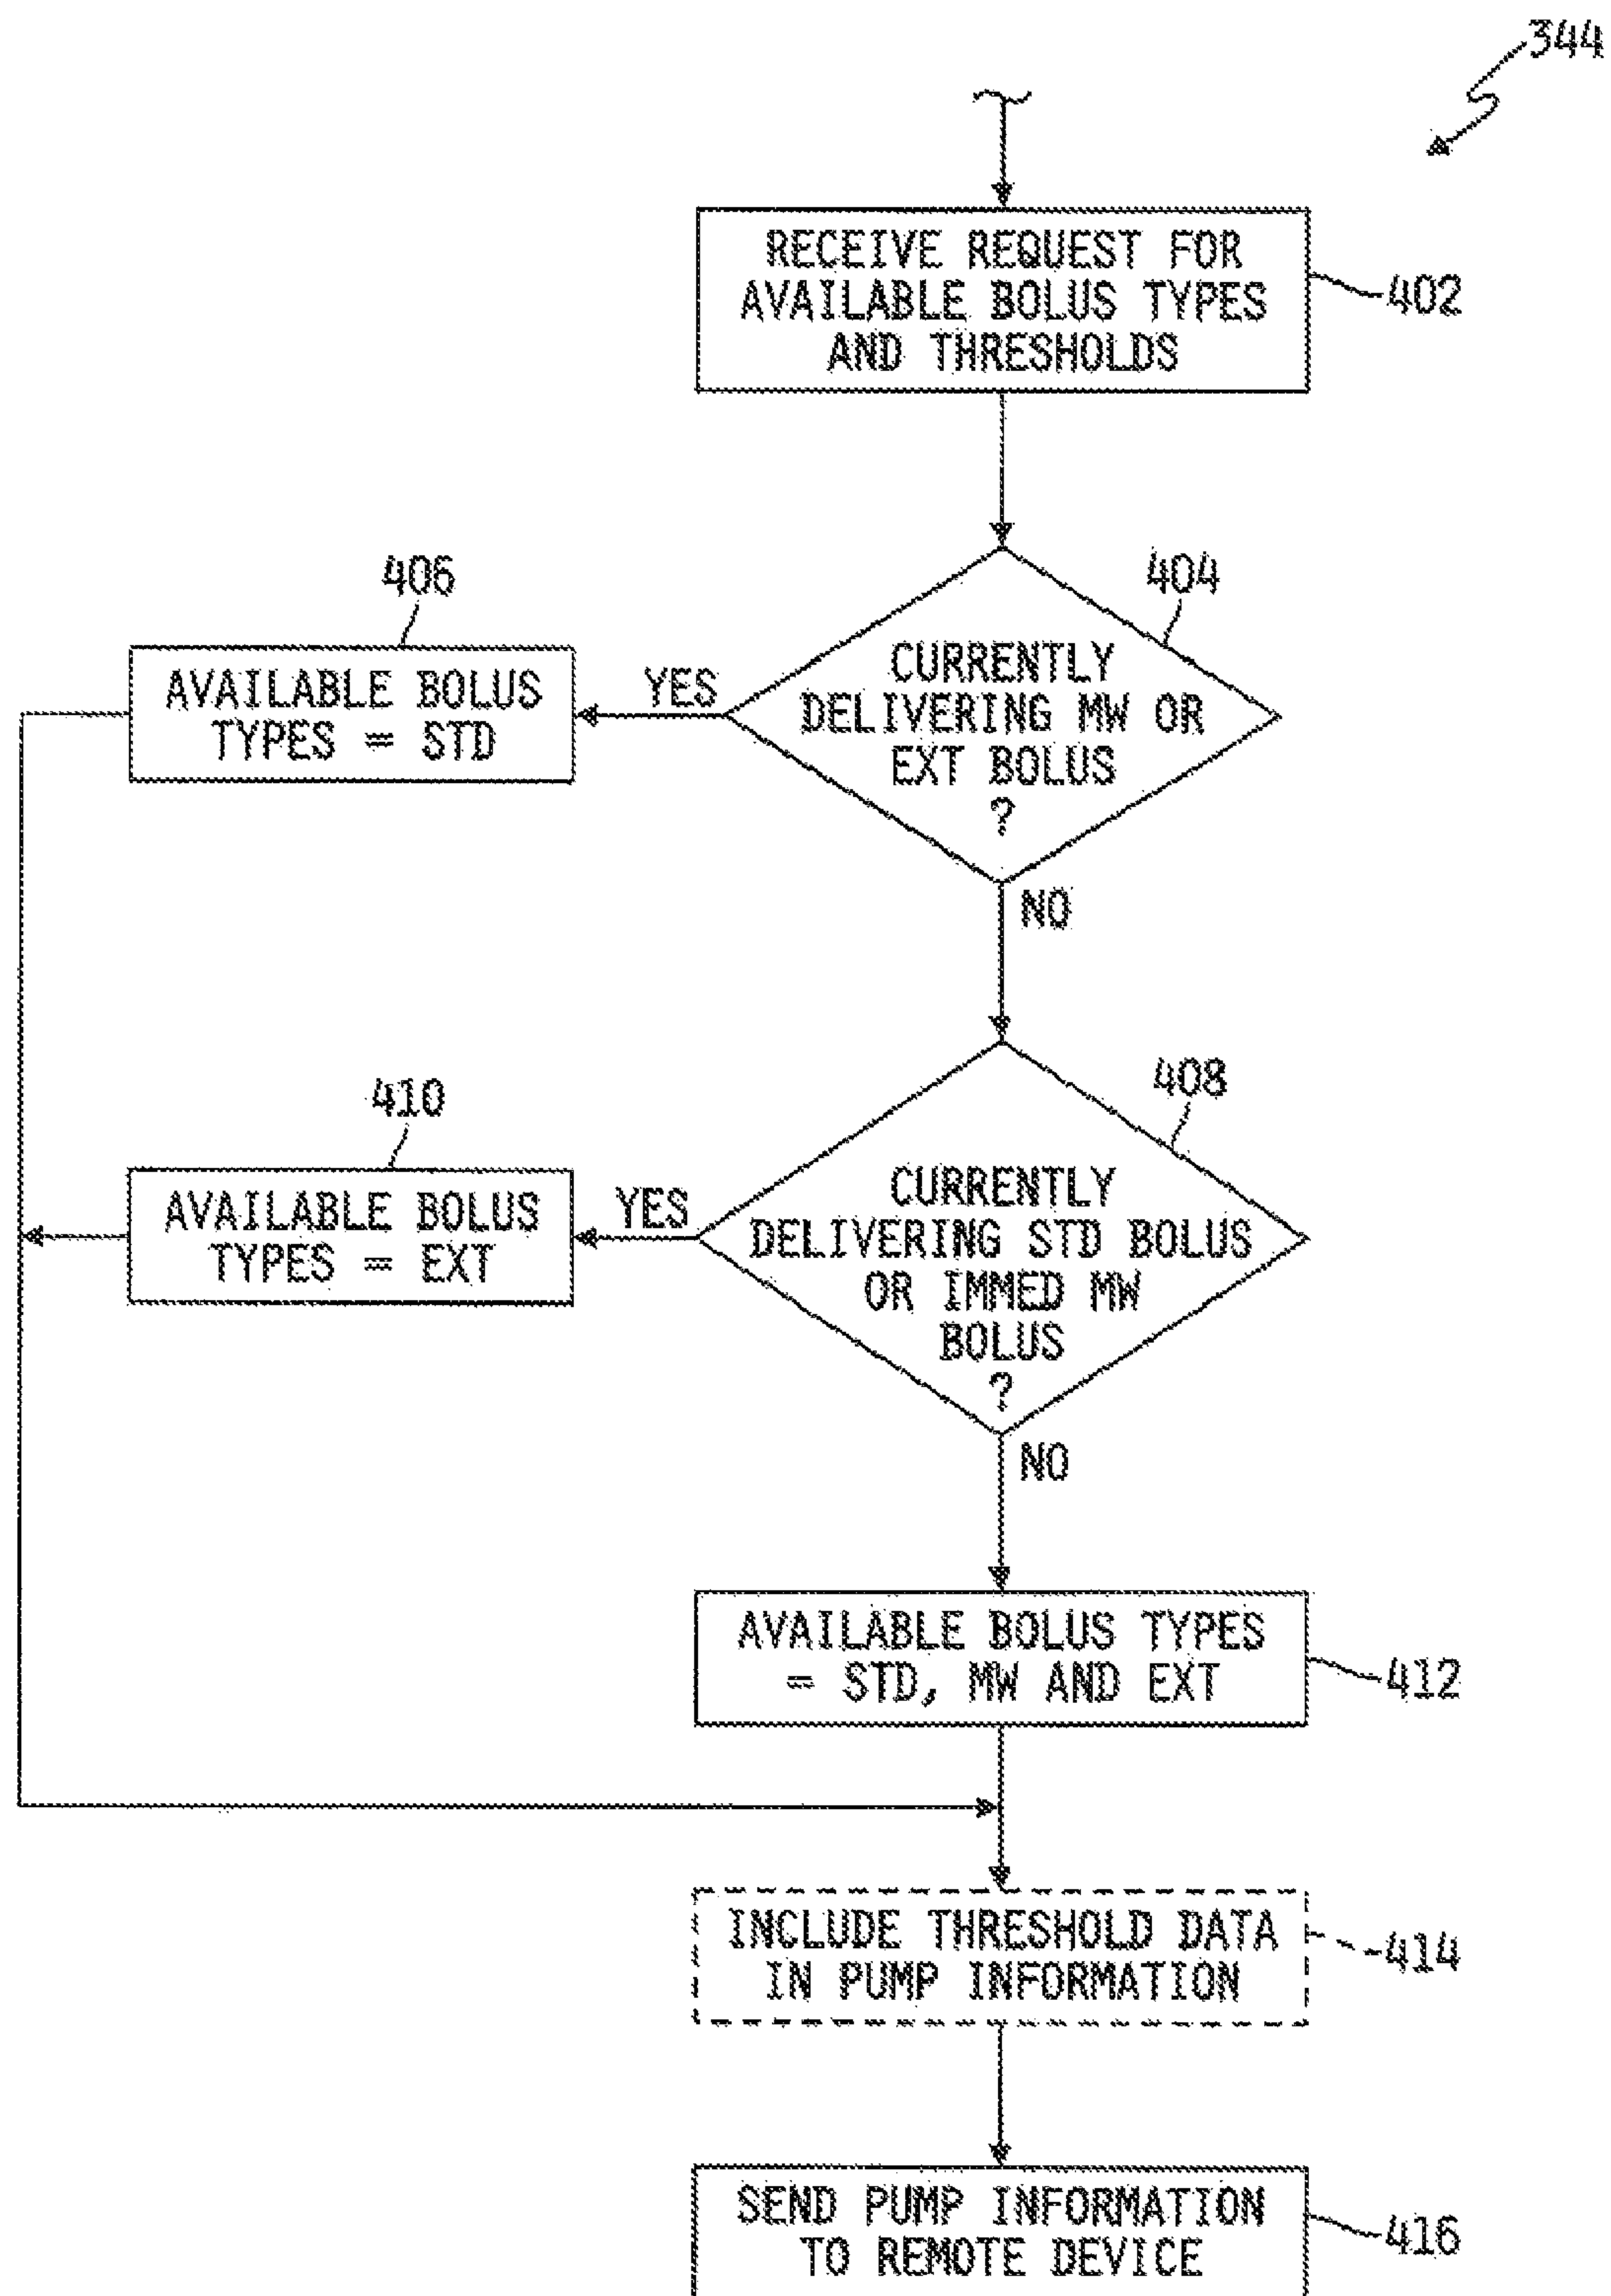 344
RECEIVE REQUEST FOR
AVAILABLE BOLUS TYPES
AND THRESHOLDS
402
406
404
AVAILABLE BOLUS
TYPES = STD
YES
CURRENTLY
DELIVERING MW OR
EXT BOLUS
?
NO
410
408
AVAILABLE BOLUS
TYPES = EXT
YES
CURRENTLY
DELIVERING STD BOLUS
OR IMMED MW
BOLUS
?
NO
AVAILABLE BOLUS TYPES
= STD, MW AND EXT
412
INCLUDE THRESHOLD DATA
IN PUMP INFORMATION
414
SEND PUMP INFORMATION
TO REMOTE DEVICE
416